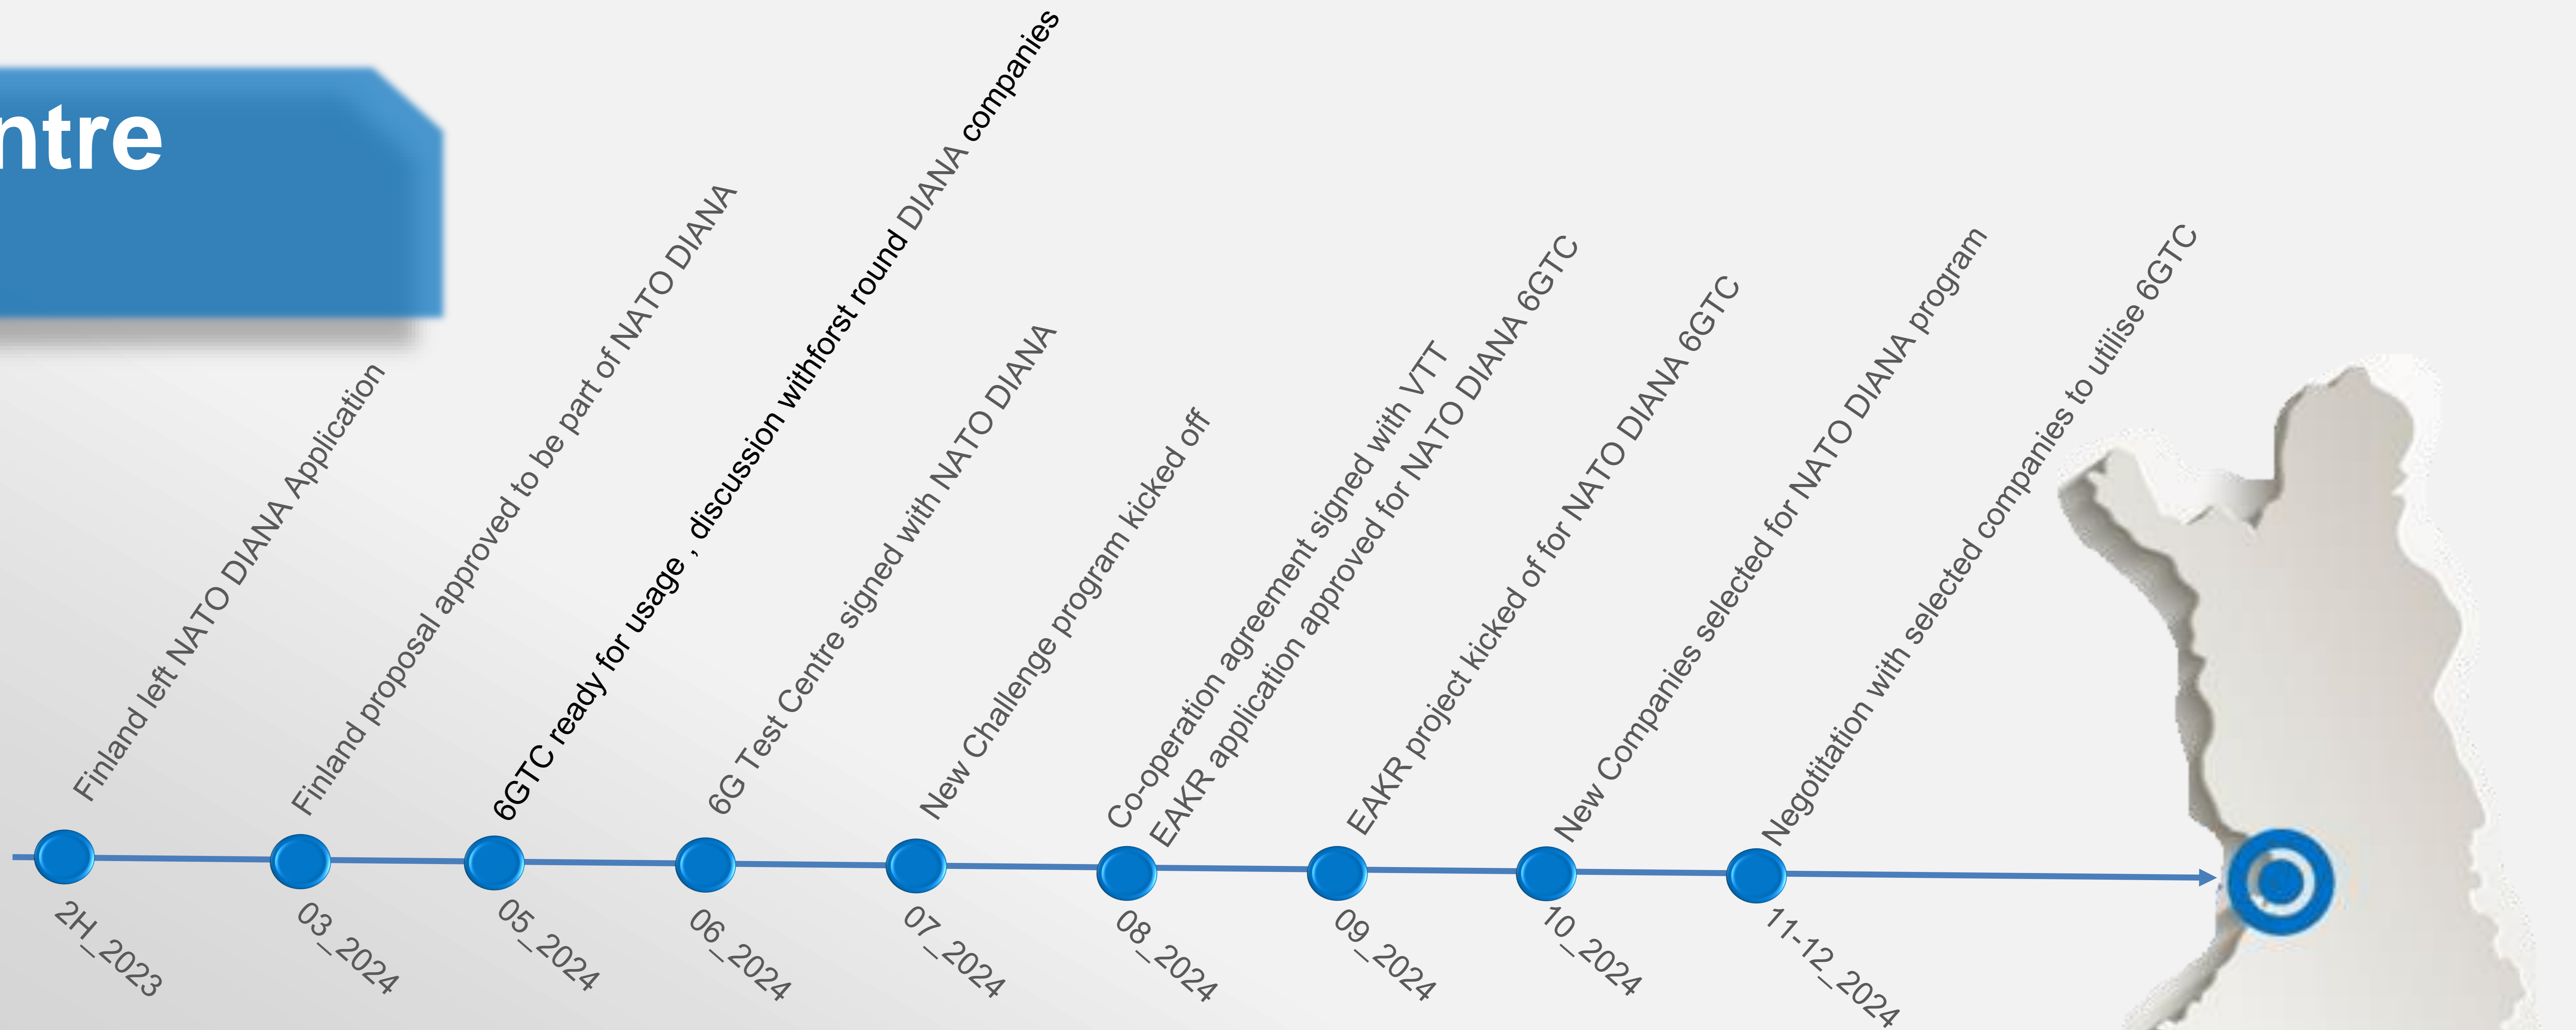 ntre
Finland left NATO DIANA Application
Finland proposal approved to be part of NATO DIANA
6GTC ready for usage , discussion withforst round DIANA companies
6G Test Centre signed with NATO DIANA
New Challenge program kicked off
Co-operation agreement signed with VTT
EAKR application approved for NATO DIANA 6GTC
EAKR project kicked of for NATO DIANA 6GTC
New Companies selected for NATO DIANA program
Negotitation with selected companies to utilise 6GTC
2H_2023
03_2024
05_2024
06_2024
07_2024
08_2024
09_2024
10_2024
11-12_2024